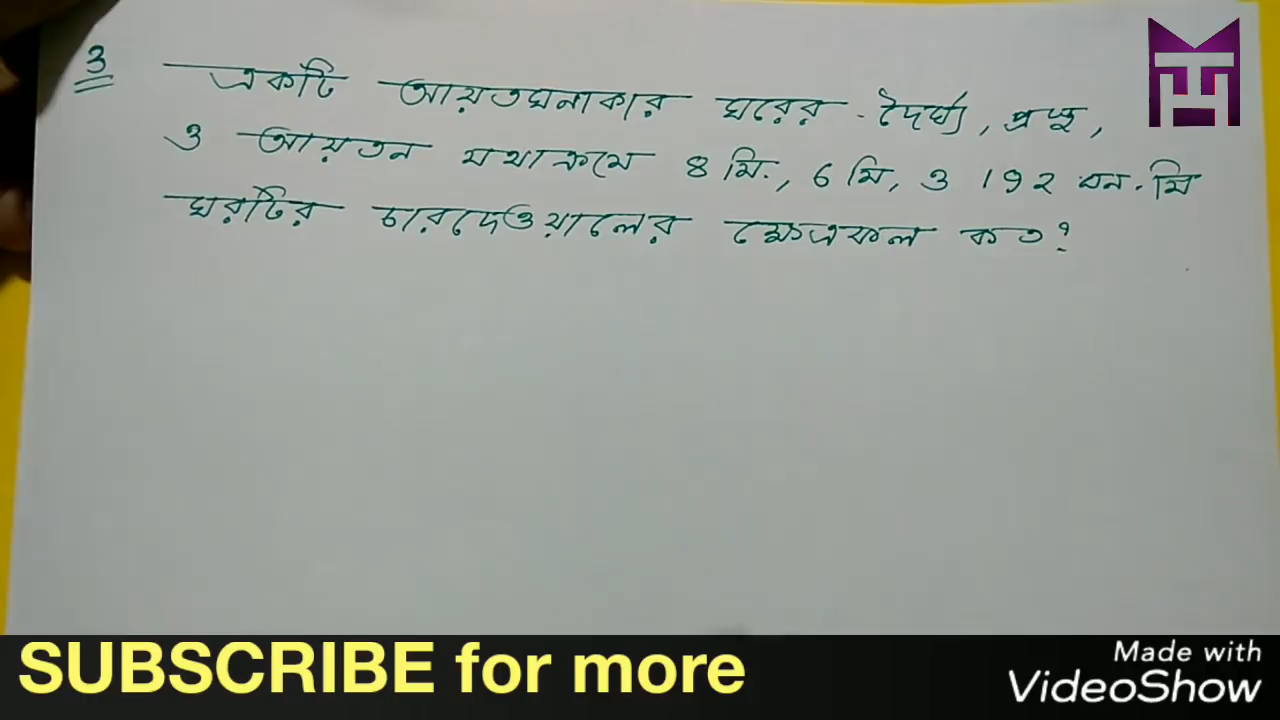 3
একটি আয়তঘনাকার ঘরের দৈর্ঘ্য, প্রস্থ,
ও আয়তন যথাক্রমে 8 মি., 6 মি, ও 192 ঘন.মি
ঘরটির চারদেওয়ালের ক্ষেত্রফল কত?
SUBSCRIBE for more
Made with
VideoShow